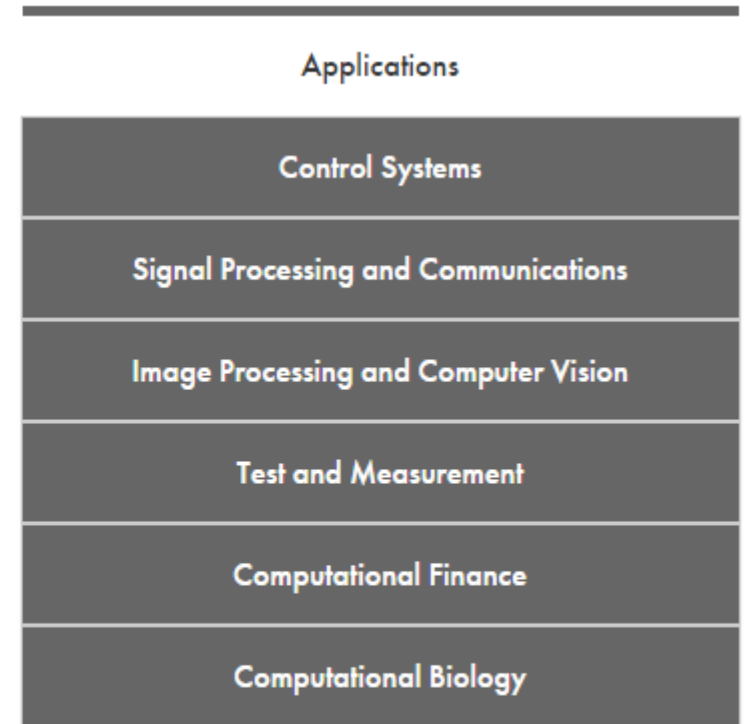 Applications
Control Systems
Signal Processing and Communications
Image Processing and Computer Vision
Test and Measurement
Computational Finance
Computational Biology